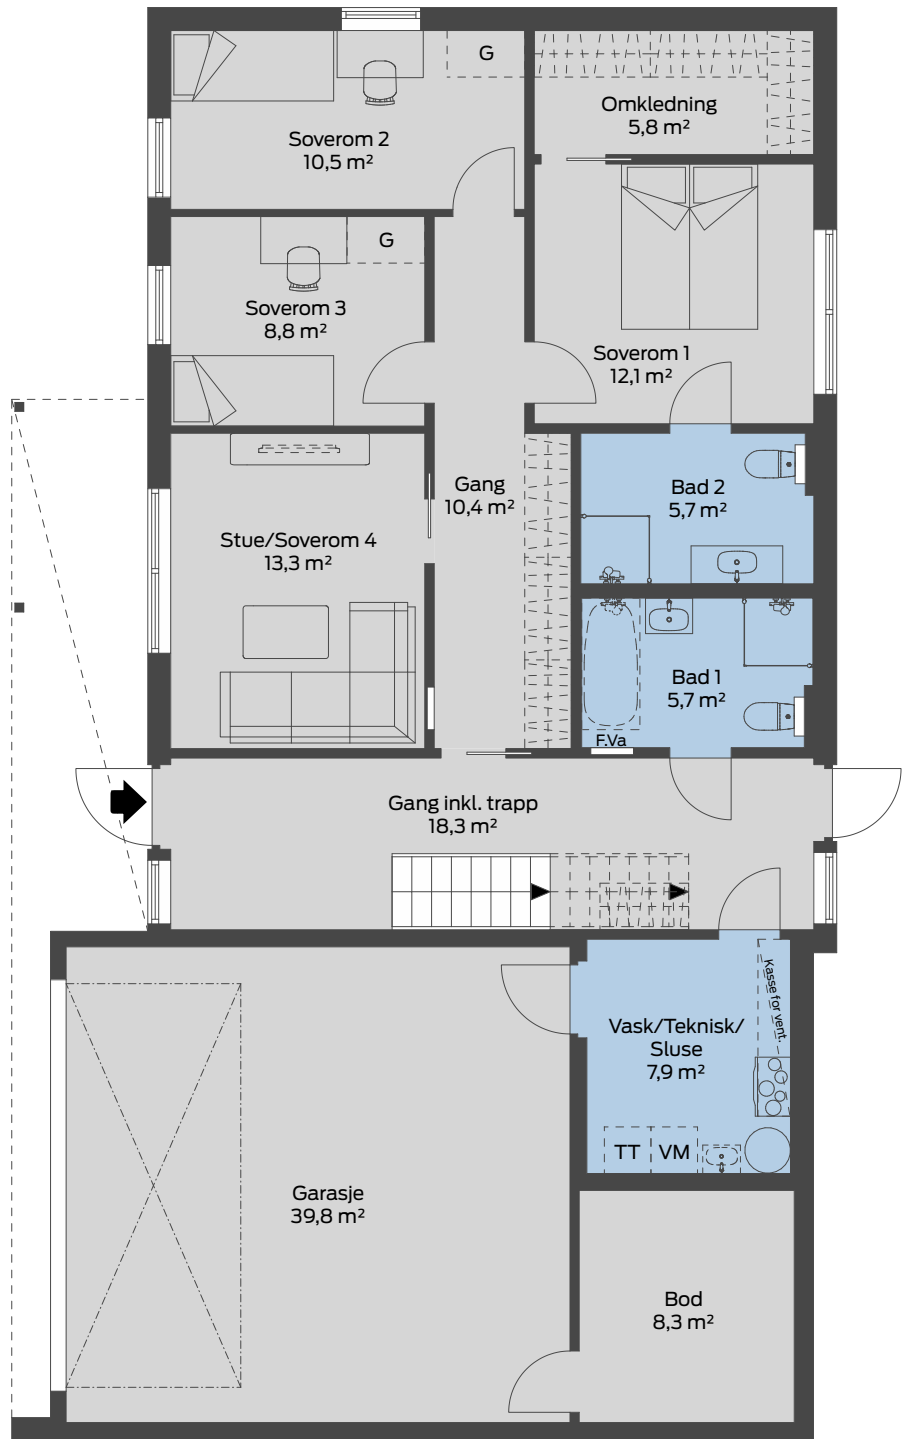 G
Omkledning
5,8 m²
Soverom 2
10,5 m²
G
Soverom 3
8,8 m²
Soverom 1
12,1 m²
Gang
10,4 m²
Bad 2
5,7 m²
Stue/Soverom 4
13,3 m²
Bad 1
5,7 m²
F.Va
Gang inkl. trapp
18,3 m²
Kasse for vent.
Vask/Teknisk/
Sluse
7,9 m²
TT
VM
Garasje
39,8 m²
Bod
8,3 m²